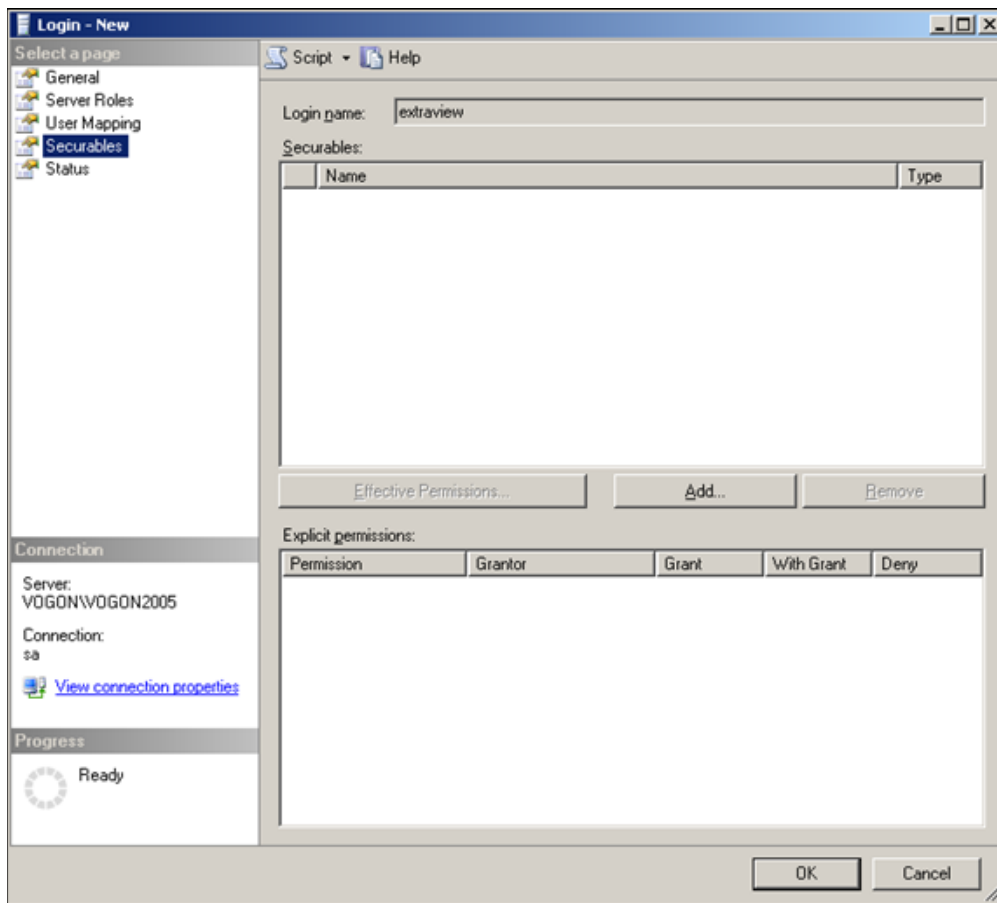 Login - New
Select a page
General
Server Roles
User Mapping
Securables
Status
Connection
Server:
VOGON\VOGON2005
Connection:
sa
View connection properties
Progress
Ready
Script Help
Login name: extraview
Securables:
Name Type
Effective Permissions... Add... Remove
Explicit permissions:
Permission Grantor Grant With Grant Deny
OK Cancel